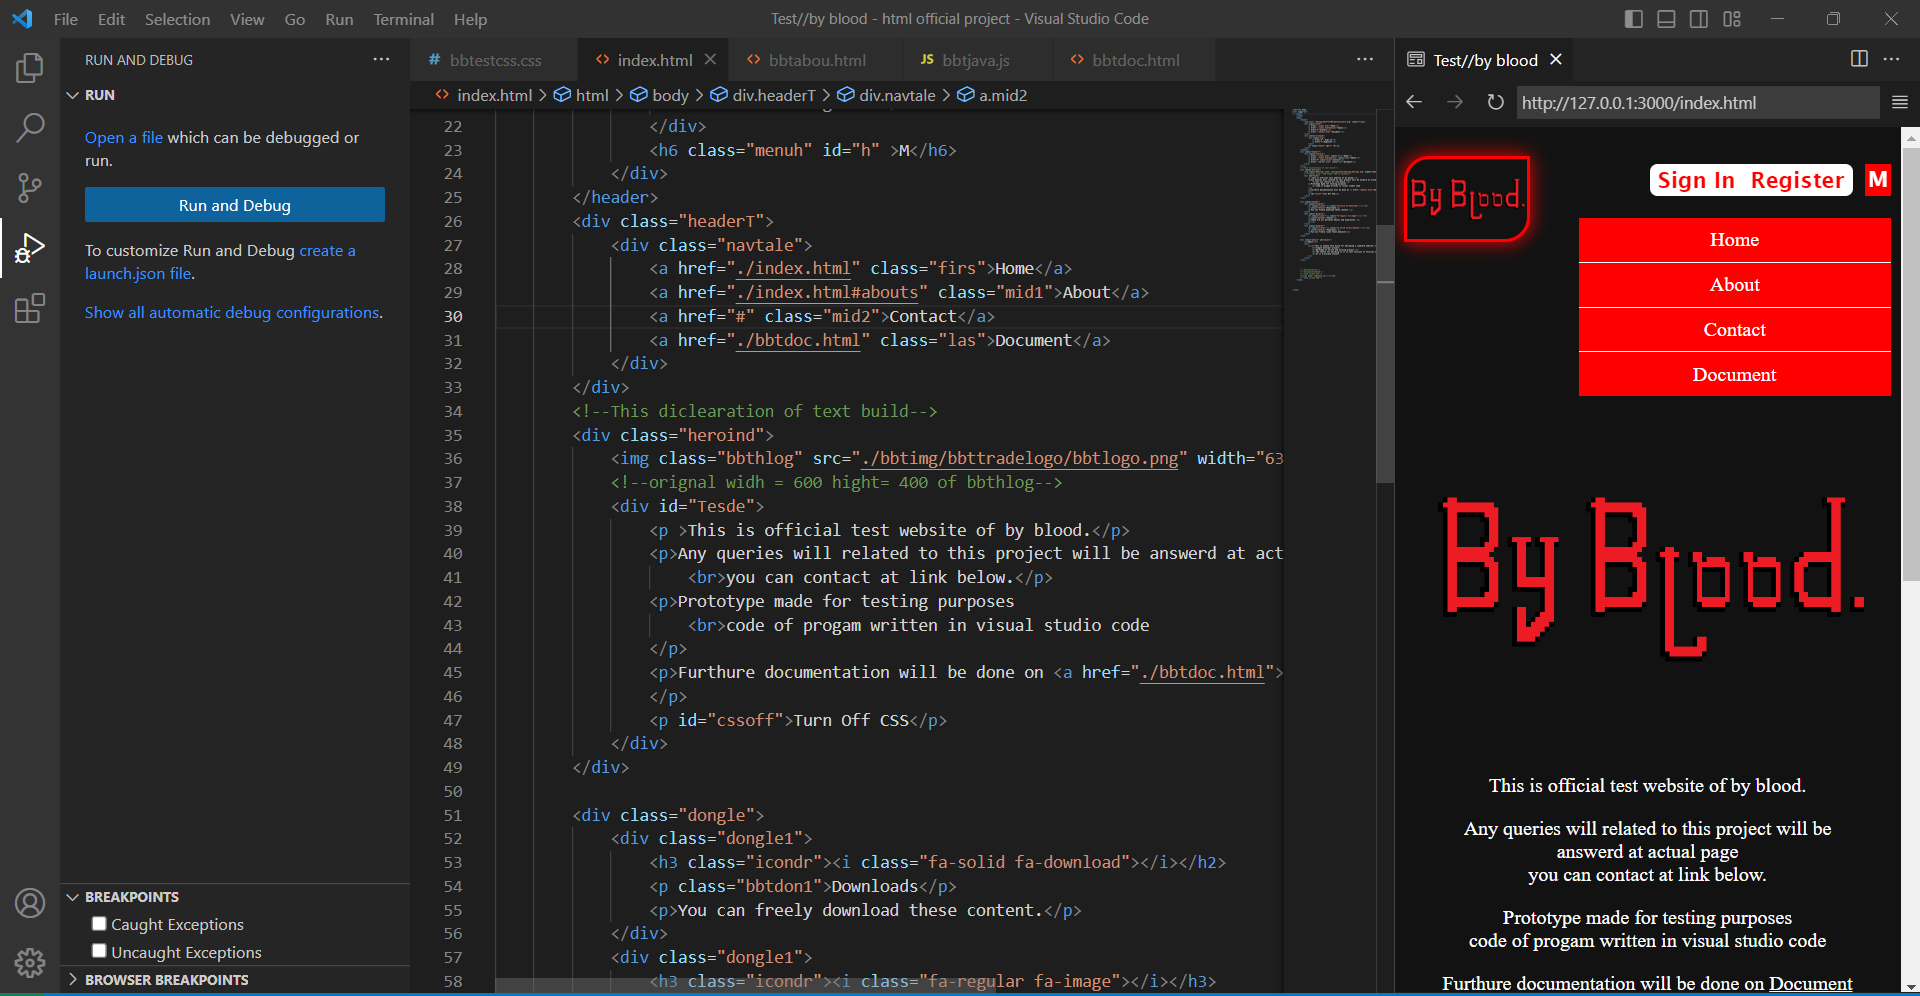 File Edit Selection View Go Run Terminal Help
Test//by blood - html official project - Visual Studio Code
RUN AND DEBUG
RUN
Open a file which can be debugged or
run.
Run and Debug
To customize Run and Debug create a
launch.json file.
Show all automatic debug configurations.
BREAKPOINTS
Caught Exceptions
Uncaught Exceptions
BROWSER BREAKPOINTS
# bbtestcss.css <> index.html <> bbtabou.html JS bbtjava.js <> bbtdoc.html
<> index.html > html > body > div.headerT > div.navtale > a.mid2
22 </div>
23 <h6 class="menuh" id="h" >M</h6>
24 </div>
25 </header>
26 <div class="headerT">
27 <div class="navtale">
28 <a href="./index.html" class="firs">Home</a>
29 <a href="./index.html#abouts" class="mid1">About</a>
30 <a href="#" class="mid2">Contact</a>
31 <a href="./bbtdoc.html" class="las">Document</a>
32 </div>
33 </div>
34 <!--This diclearation of text build-->
35 <div class="heroind">
36 <img class="bbthlog" src="./bbtimg/bbttradelogo/bbtlogo.png" width="63
37 <!--orignal widh = 600 hight= 400 of bbthlog-->
38 <div id="Tesde">
39 <p >This is official test website of by blood.</p>
40 <p>Any queries will related to this project will be answerd at act
41 <br>you can contact at link below.</p>
42 <p>Prototype made for testing purposes
43 <br>code of progam written in visual studio code
44 </p>
45 <p>Furthure documentation will be done on <a href="./bbtdoc.html">
46 </p>
47 <p id="cssoff">Turn Off CSS</p>
48 </div>
49 </div>
50
51 <div class="dongle">
52 <div class="dongle1">
53 <h3 class="icondr"><i class="fa-solid fa-download"></i></h2>
54 <p class="bbtdon1">Downloads</p>
55 <p>You can freely download these content.</p>
56 </div>
57 <div class="dongle1">
58 <h3 class="icondr"><i class="fa-regular fa-image"></i></h3>
Test//by blood
http://127.0.0.1:3000/index.html
By Blood.
Sign In Register M
Home
About
Contact
Document
By Blood.
This is official test website of by blood.
Any queries will related to this project will be
answerd at actual page
you can contact at link below.
Prototype made for testing purposes
code of progam written in visual studio code
Furthure documentation will be done on Document